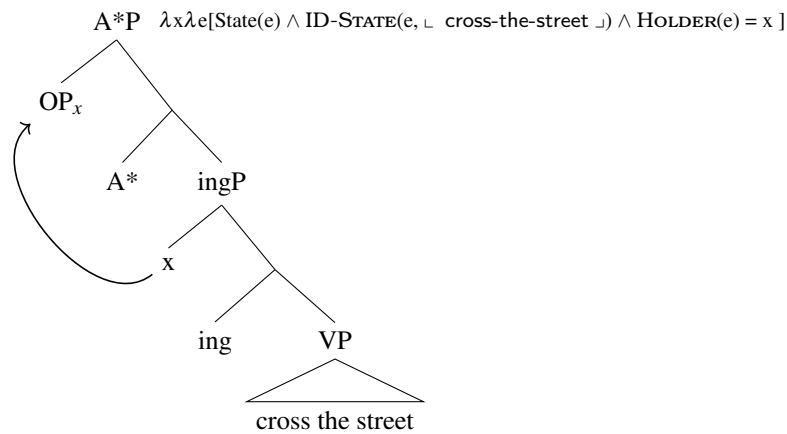 A*P λxλe[State(e) ∧ ID-STATE(e, ⌞ cross-the-street ⌟) ∧ HOLDER(e) = x ]
OPx
A* ingP
x
ing VP
cross the street